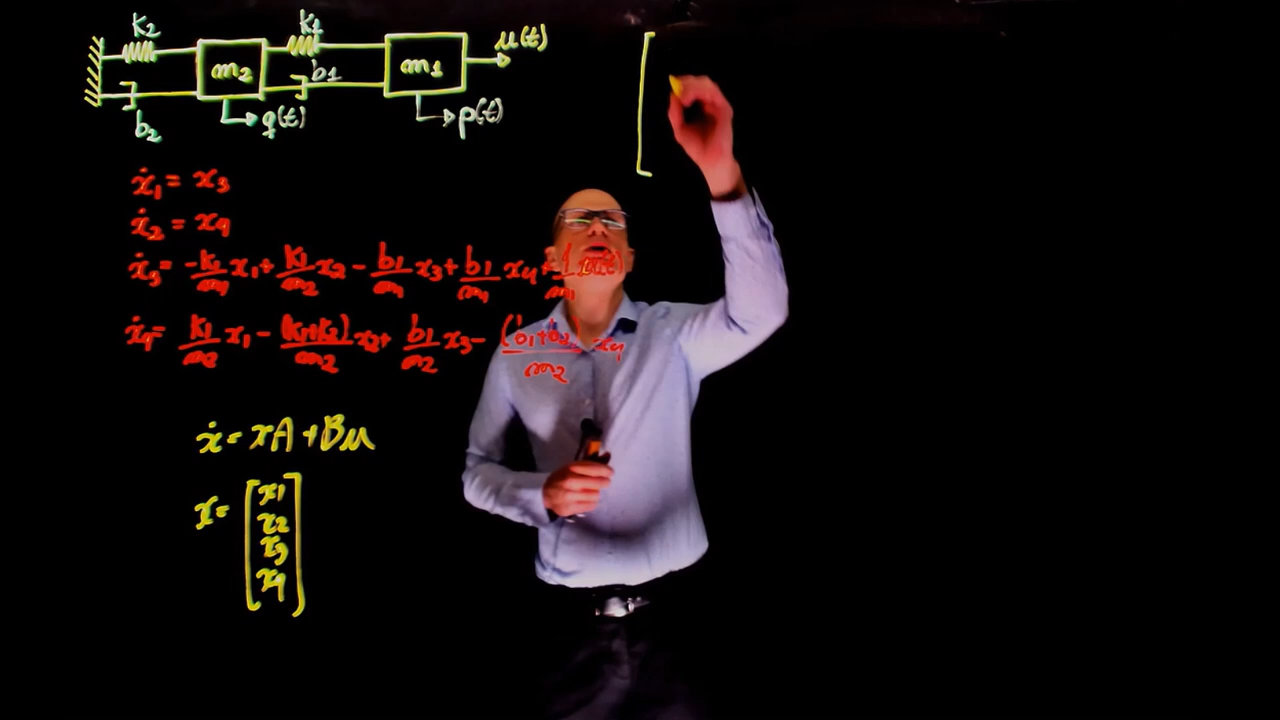 k2 k1 u(t)
m2 b1 m1
b2 q(t) p(t)
ẋ1 = x3
ẋ2 = x4
ẋ3 = -k1/m1 x1 + k1/m2 x2 - b1/m1 x3 + b1/m1 x4 + 1/m1 u(t)
ẋ4 = k1/m2 x1 - (k1+k2)/m2 x2 + b1/m2 x3 - (b1+b2)/m2 x4
ẋ = xA + Bu
x = [x1
x2
x3
x4]